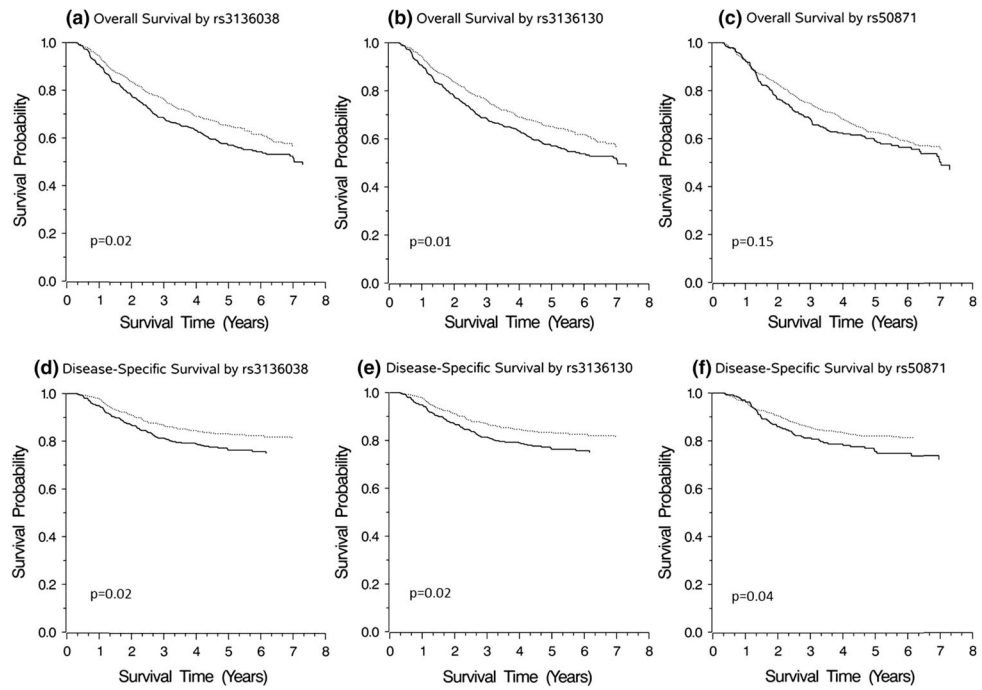 (a) Overall Survival by rs3136038
1.0
0.8
0.6
0.4
0.2
0.0
Survival Probability
p=0.02
0 1 2 3 4 5 6 7 8
Survival Time (Years)
(b) Overall Survival by rs3136130
1.0
0.8
0.6
0.4
0.2
0.0
Survival Probability
p=0.01
0 1 2 3 4 5 6 7 8
Survival Time (Years)
(c) Overall Survival by rs50871
1.0
0.8
0.6
0.4
0.2
0.0
Survival Probability
p=0.15
0 1 2 3 4 5 6 7 8
Survival Time (Years)
(d) Disease-Specific Survival by rs3136038
1.0
0.8
0.6
0.4
0.2
0.0
Survival Probability
p=0.02
0 1 2 3 4 5 6 7 8
Survival Time (Years)
(e) Disease-Specific Survival by rs3136130
1.0
0.8
0.6
0.4
0.2
0.0
Survival Probability
p=0.02
0 1 2 3 4 5 6 7 8
Survival Time (Years)
(f) Disease-Specific Survival by rs50871
1.0
0.8
0.6
0.4
0.2
0.0
Survival Probability
p=0.04
0 1 2 3 4 5 6 7 8
Survival Time (Years)